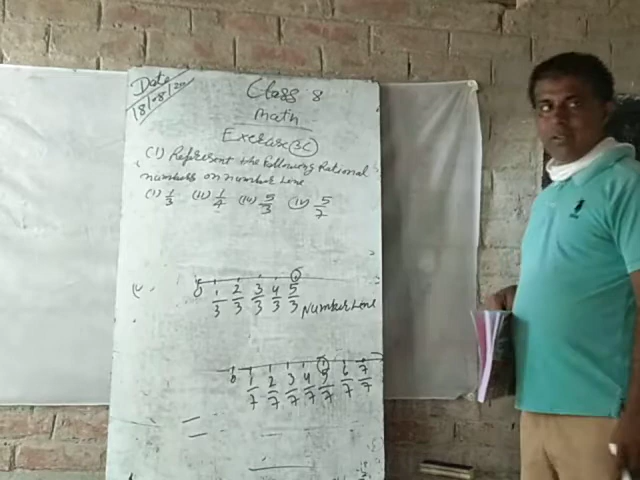 Date
18/08/20
Class 8
Math
Exercise 3C
(1) Represent the following Rational
numbers on number line
(i) 1/3 (ii) 1/4 (iii) 5/3 (iv) 5/7
0 1/3 2/3 3/3 4/3 5/3 Number Line
0 1/7 2/7 3/7 4/7 5/7 6/7 7/7